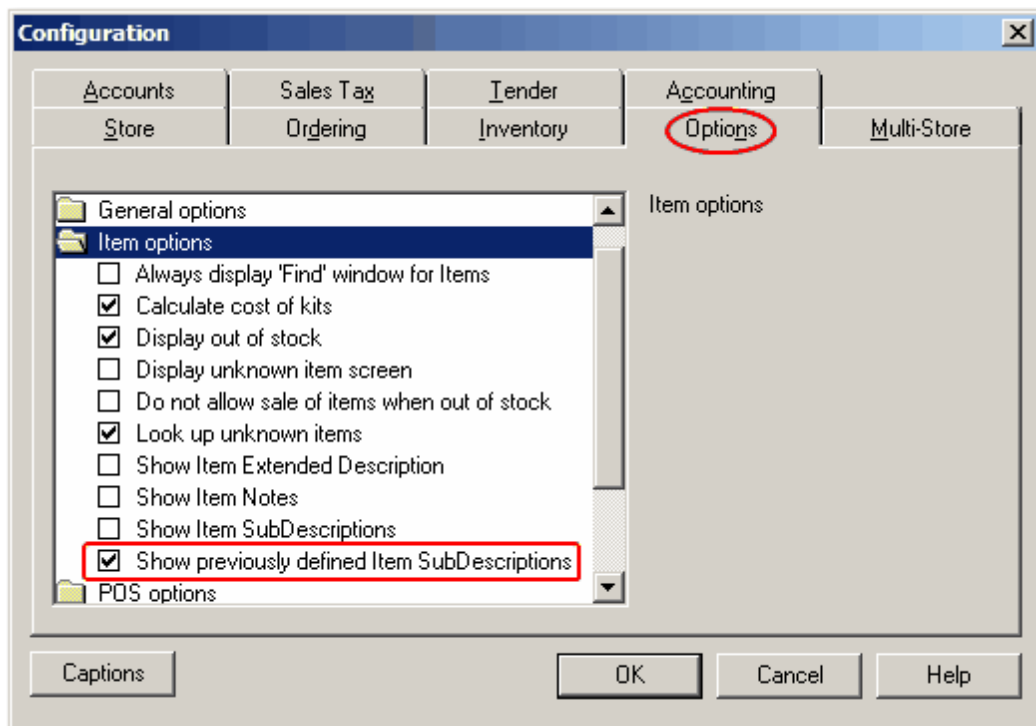 Configuration
Accounts Sales Tax Tender Accounting
Store Ordering Inventory Options Multi-Store
General options
Item options
Item options
Always display 'Find' window for Items
Calculate cost of kits
Display out of stock
Display unknown item screen
Do not allow sale of items when out of stock
Look up unknown items
Show Item Extended Description
Show Item Notes
Show Item SubDescriptions
Show previously defined Item SubDescriptions
POS options
Captions OK Cancel Help